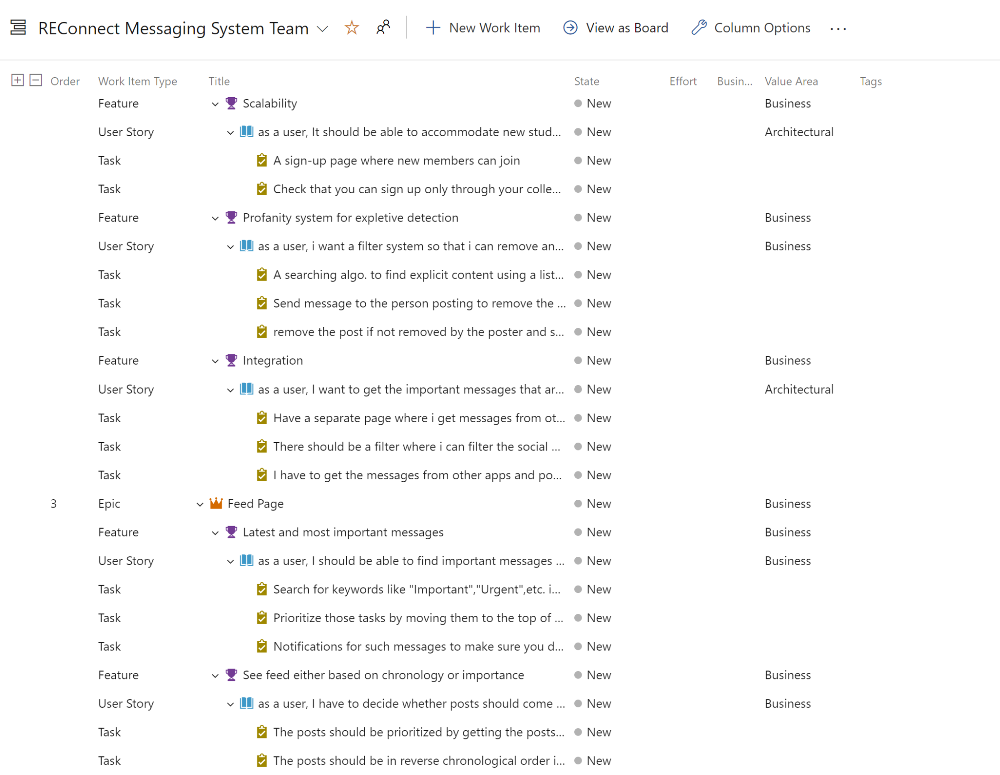 REConnect Messaging System Team New Work Item View as Board Column Options ...
Order Work Item Type Title State Effort Busin... Value Area Tags
Feature Scalability New Business
User Story as a user, It should be able to accommodate new stud... New Architectural
Task A sign-up page where new members can join New
Task Check that you can sign up only through your colle... New
Feature Profanity system for expletive detection New Business
User Story as a user, i want a filter system so that i can remove an... New Business
Task A searching algo. to find explicit content using a list... New
Task Send message to the person posting to remove the ... New
Task remove the post if not removed by the poster and s... New
Feature Integration New Business
User Story as a user, I want to get the important messages that ar... New Architectural
Task Have a separate page where i get messages from ot... New
Task There should be a filter where i can filter the social ... New
Task I have to get the messages from other apps and po... New
3 Epic Feed Page New Business
Feature Latest and most important messages New Business
User Story as a user, I should be able to find important messages ... New Business
Task Search for keywords like "Important","Urgent",etc. i... New
Task Prioritize those tasks by moving them to the top of ... New
Task Notifications for such messages to make sure you d... New
Feature See feed either based on chronology or importance New Business
User Story as a user, I have to decide whether posts should come ... New Business
Task The posts should be prioritized by getting the posts... New
Task The posts should be in reverse chronological order i... New